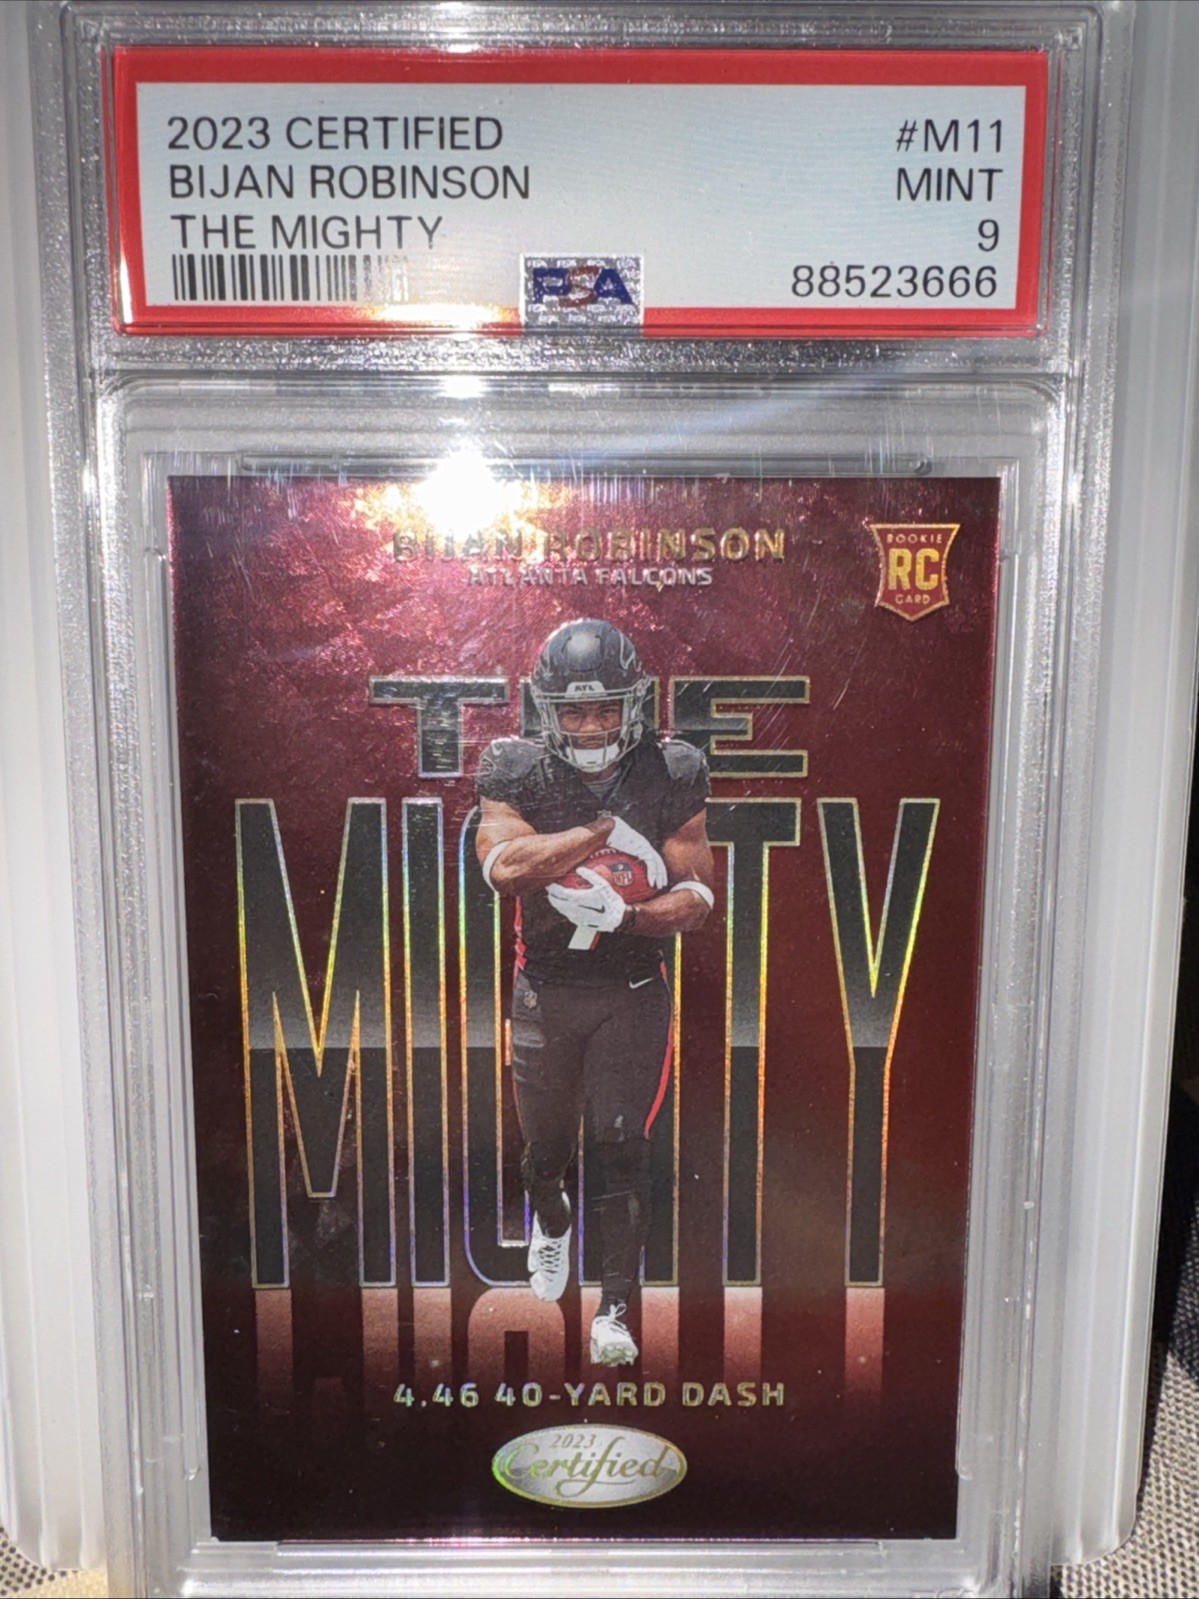 2023 CERTIFIED
#M11
BIJAN ROBINSON
MINT
THE MIGHTY
9
PSA
88523666
BIJAN ROBINSON
ATLANTA FALCONS
ROOKIE
RC
CARD
THE
ATL
MIGHTY
4.46 40-YARD DASH
2023
Certified